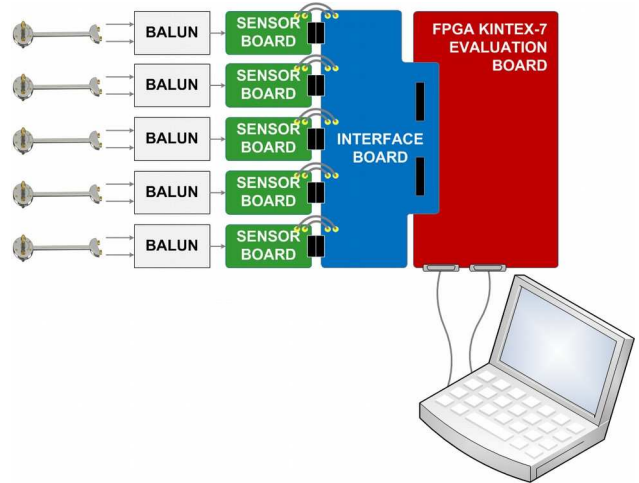 BALUN
SENSOR
BOARD
BALUN
SENSOR
BOARD
BALUN
SENSOR
BOARD
BALUN
SENSOR
BOARD
BALUN
SENSOR
BOARD
INTERFACE
BOARD
FPGA KINTEX-7
EVALUATION
BOARD